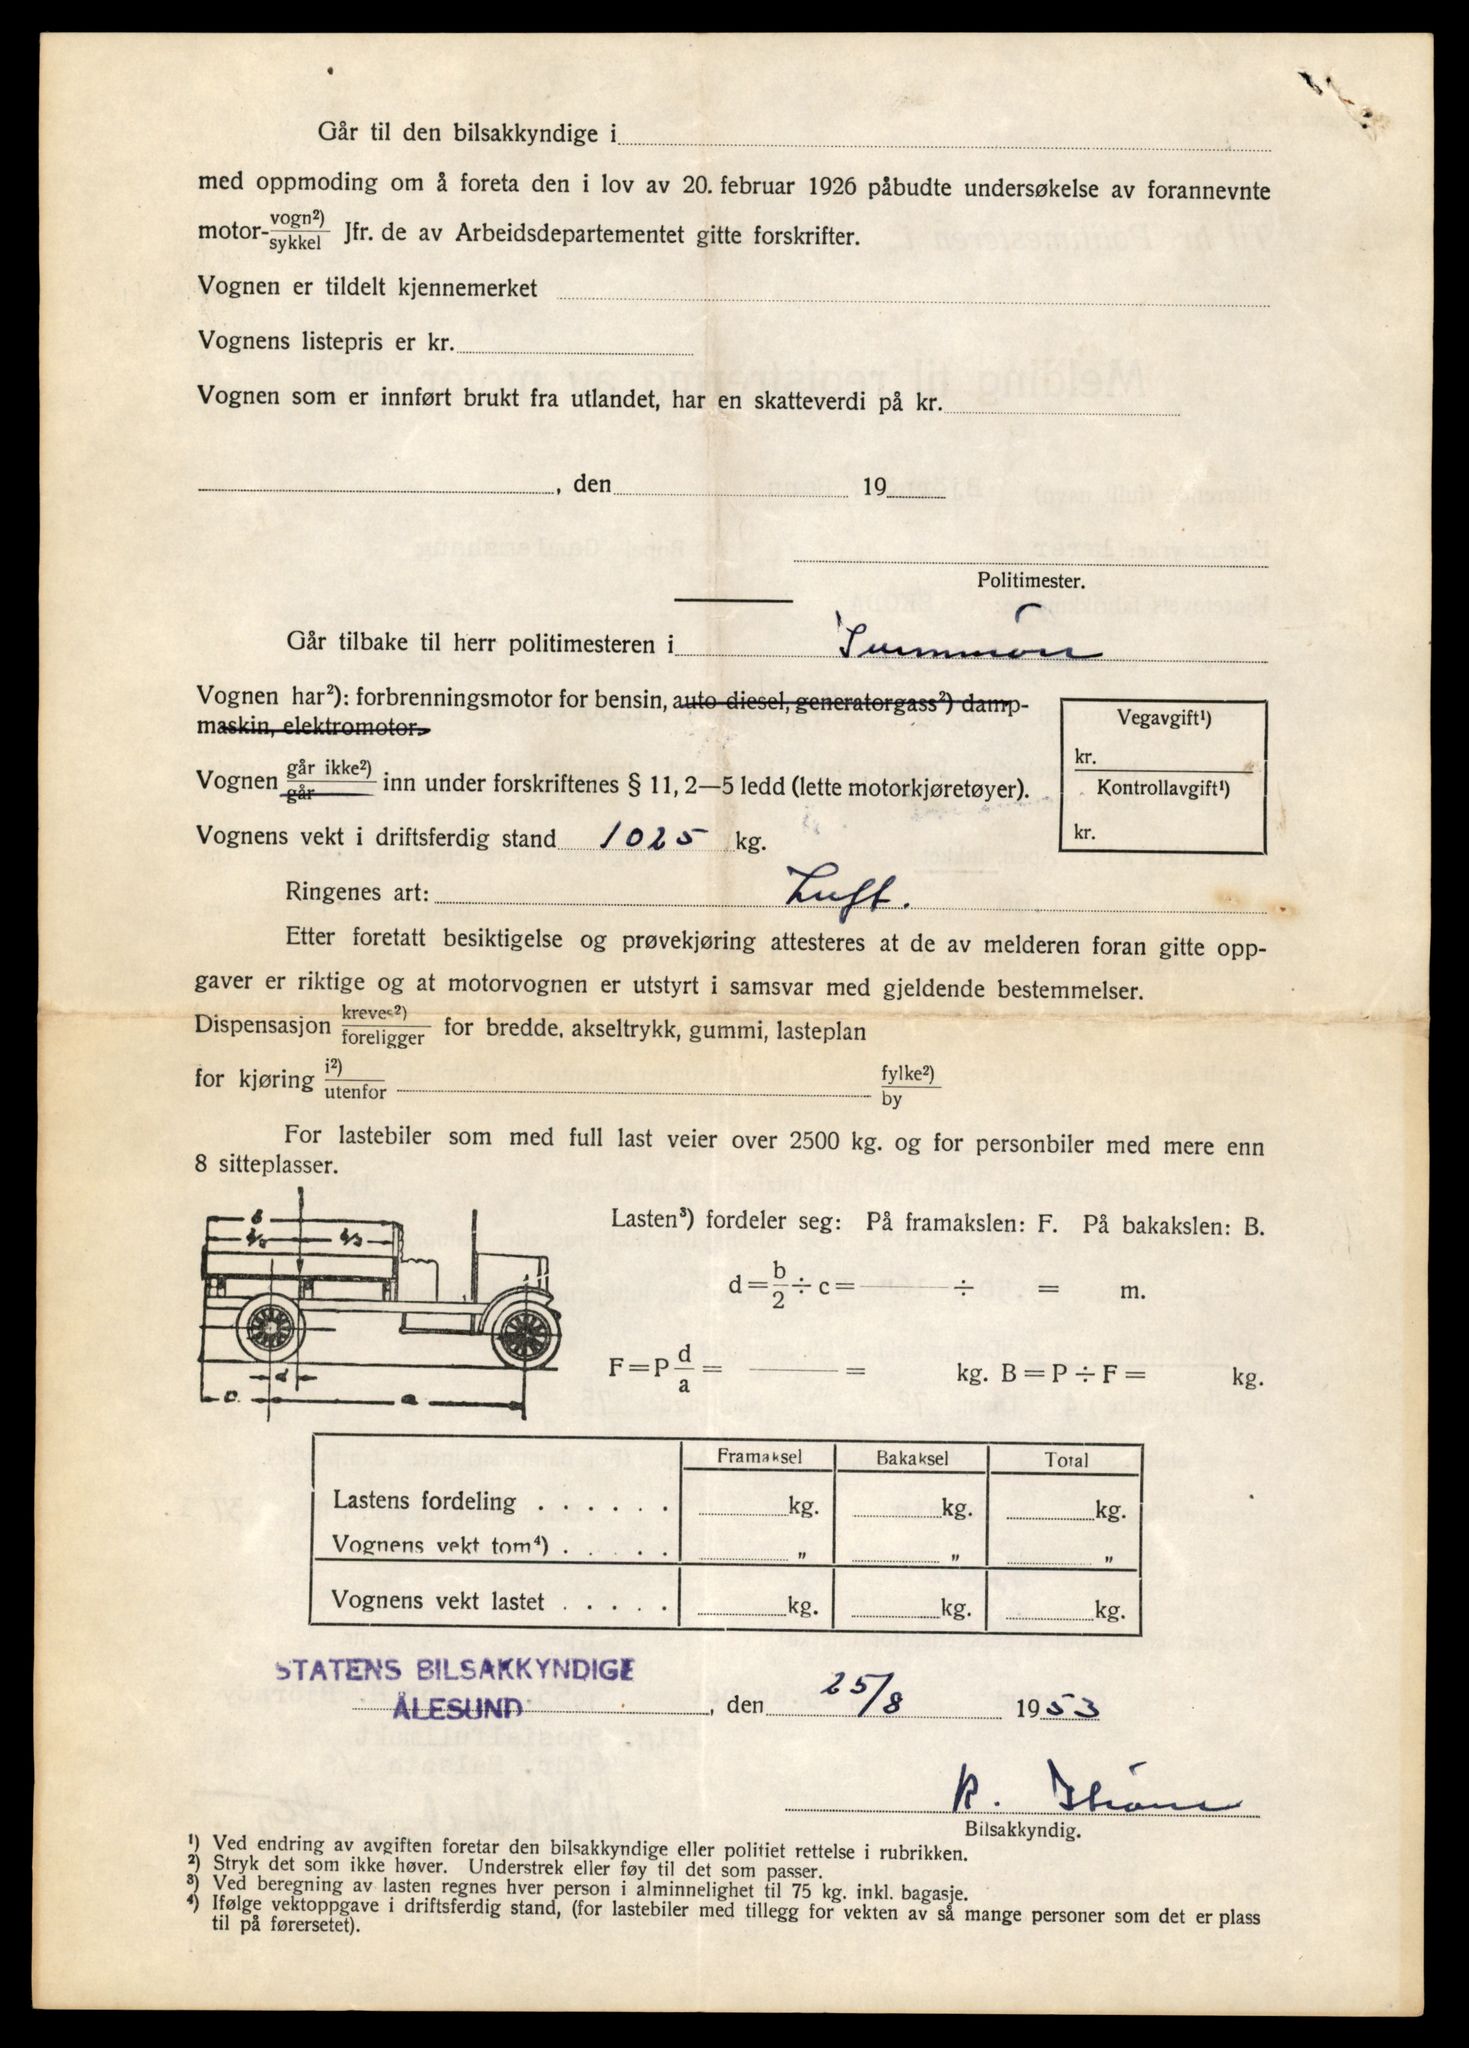 Går til den bilsakkyndige i
med oppmoding om å foreta den i lov av 20. februar 1926 påbudte undersøkelse av forannevnte
motor- vogn²) / sykkel Jfr. de av Arbeidsdepartementet gitte forskrifter.
Vognen er tildelt kjennemerket
Vognens listepris er kr.
Vognen som er innført brukt fra utlandet, har en skatteverdi på kr.
, den 19
Politimester.
Går tilbake til herr politimesteren i Sunnmøre
Vognen har²): forbrenningsmotor for bensin, auto-diesel, generatorgass²) damp-
maskin, elektromotor.
Vegavgift¹)
kr.
Kontrollavgift¹)
kr.
Vognen går ikke²) / går inn under forskriftenes § 11, 2—5 ledd (lette motorkjøretøyer).
Vognens vekt i driftsferdig stand 1025 kg.
Ringenes art: Luft.
Etter foretatt besiktigelse og prøvekjøring attesteres at de av melderen foran gitte opp-
gaver er riktige og at motorvognen er utstyrt i samsvar med gjeldende bestemmelser.
Dispensasjon kreves²) / foreligger for bredde, akseltrykk, gummi, lasteplan
for kjøring i²) / utenfor fylke²) / by
For lastebiler som med full last veier over 2500 kg. og for personbiler med mere enn
8 sitteplasser.
Lasten³) fordeler seg: På framakslen: F. På bakakslen: B.
d = b/2 ÷ c = ÷ = m.
F = P d/a = = kg. B = P ÷ F = kg.
b
c d a
Framaksel Bakaksel Total
Lastens fordeling . . . . . . kg. kg. kg.
Vognens vekt tom⁴) . . . . . „ „ „
Vognens vekt lastet . . . . . kg. kg. kg.
STATENS BILSAKKYNDIGE
ÅLESUND , den 25/8 1953
Bilsakkyndig.
¹) Ved endring av avgiften foretar den bilsakkyndige eller politiet rettelse i rubrikken.
²) Stryk det som ikke høver. Understrek eller føy til det som passer.
³) Ved beregning av lasten regnes hver person i alminnelighet til 75 kg. inkl. bagasje.
⁴) Ifølge vektoppgave i driftsferdig stand, (for lastebiler med tillegg for vekten av så mange personer som det er plass
til på førersetet).